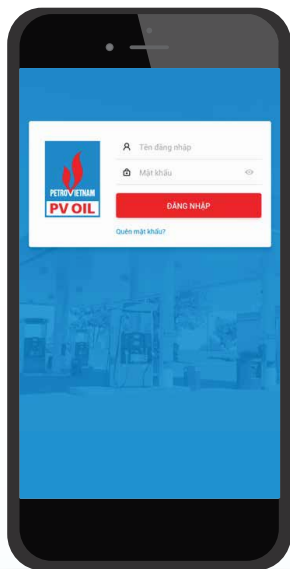 Tên đăng nhập
Mật khẩu
PETROVIETNAM
PV OIL
ĐĂNG NHẬP
Quên mật khẩu?